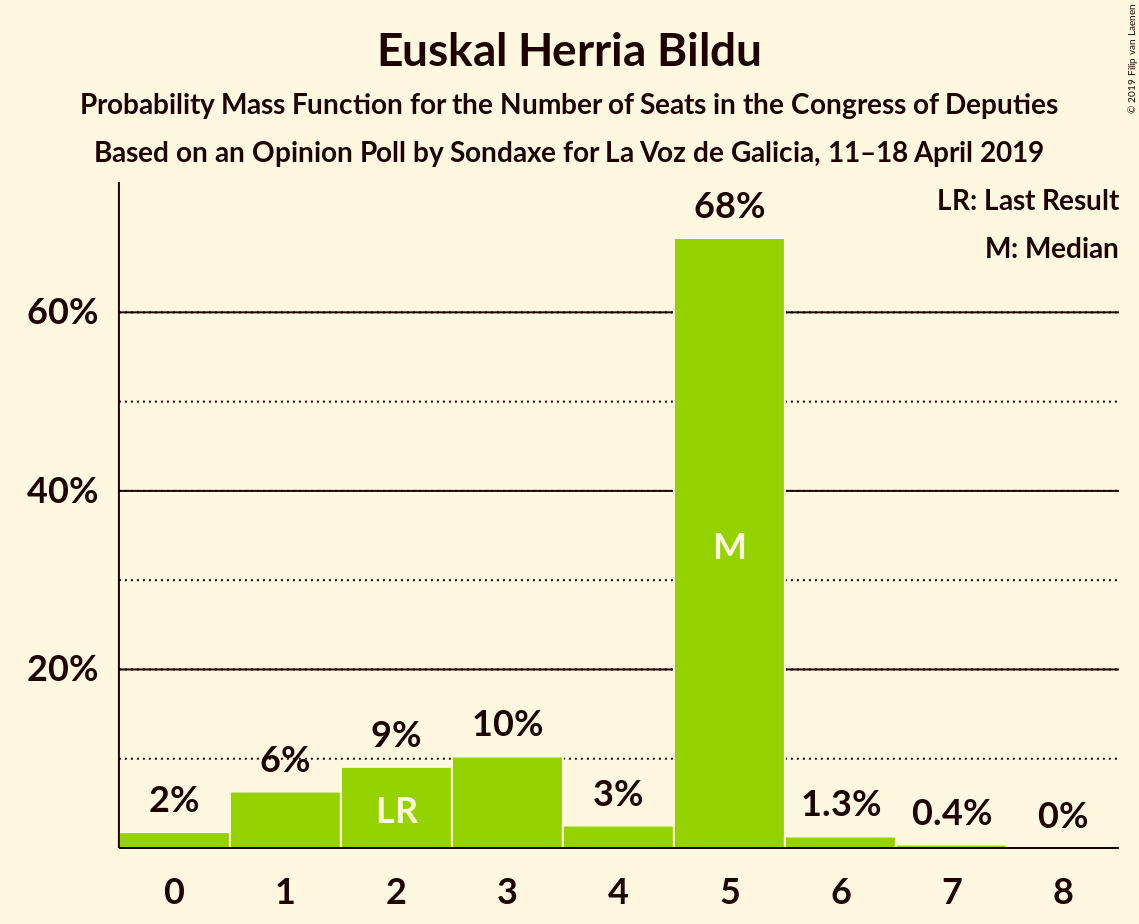 Euskal Herria Bildu
Probability Mass Function for the Number of Seats in the Congress of Deputies
Based on an Opinion Poll by Sondaxe for La Voz de Galicia, 11–18 April 2019
© 2019 Filip van Laenen
LR: Last Result
M: Median
68%
60%
40%
M
20%
10%
9%
6%
2%
3%
1.3%
0.4%
0%
LR
0 1 2 3 4 5 6 7 8